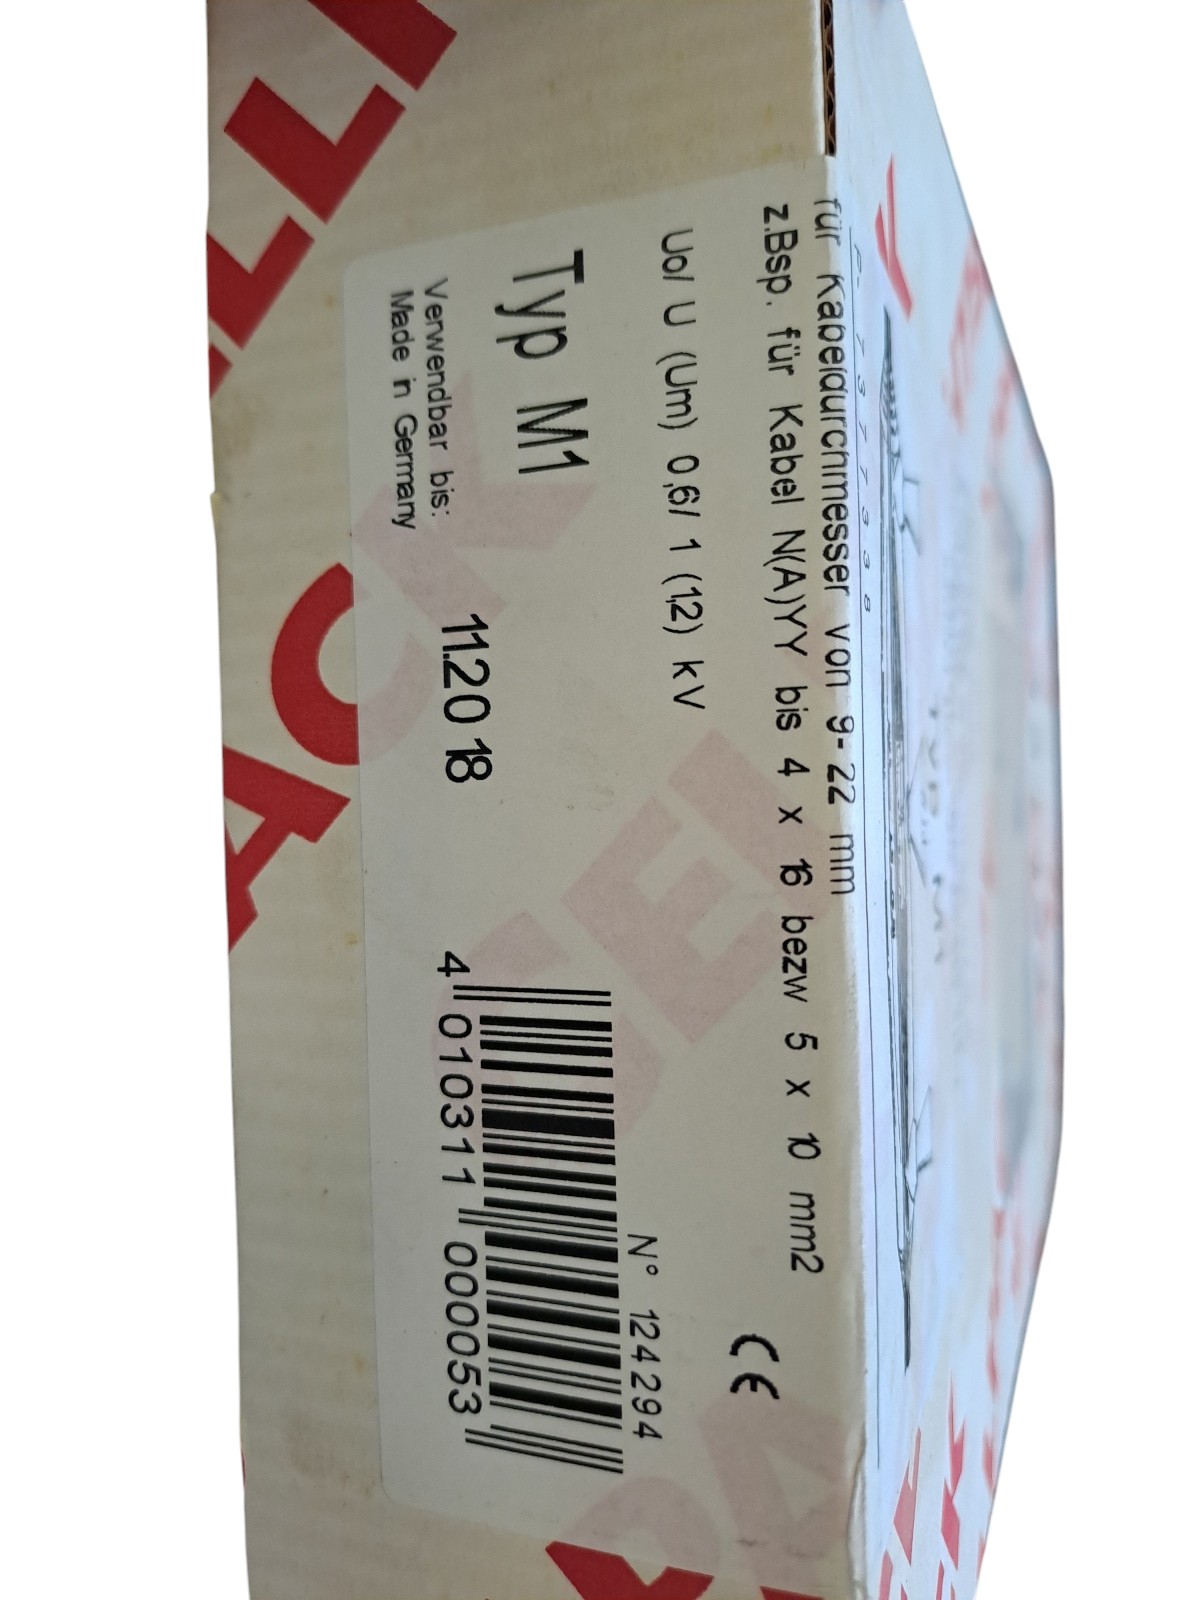 für Kabeldurchmesser von 9-22 mm
z.Bsp. für Kabel N(A)YY bis 4 x 16 bezw 5 x 10 mm2
Uo/ U (Um) 0,6/ 1 (1,2) kV
CE
N° 124294
Typ M1
4 010311 000053
Verwendbar bis: 11.2018
Made in Germany